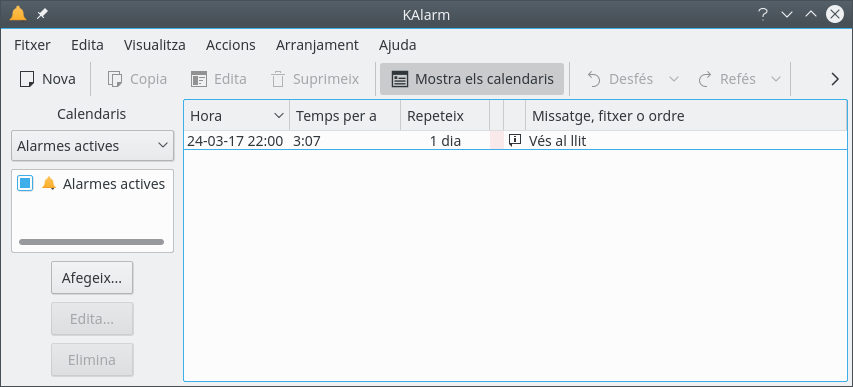 KAlarm
Fitxer Edita Visualitza Accions Arranjament Ajuda
Nova Copia Edita Suprimeix Mostra els calendaris Desfés Refés
Calendaris
Alarmes actives
Alarmes actives
Afegeix...
Edita...
Elimina
Hora Temps per a Repeteix Missatge, fitxer o ordre
24-03-17 22:00 3:07 1 dia Vés al llit